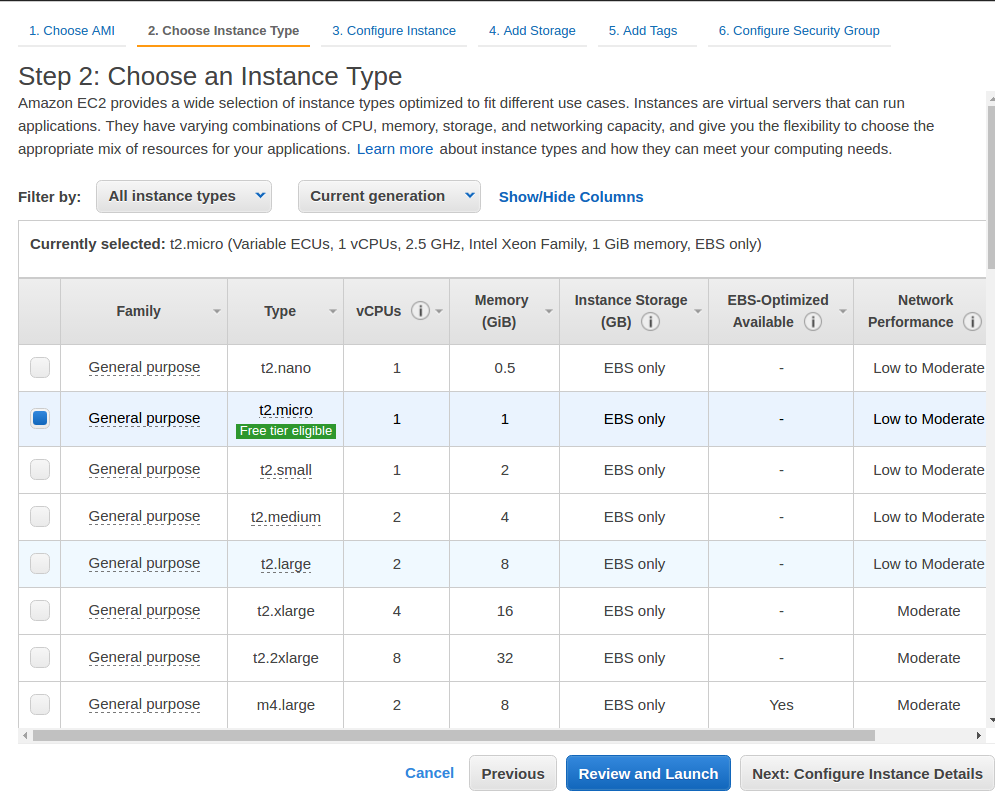 1. Choose AMI 2. Choose Instance Type 3. Configure Instance 4. Add Storage 5. Add Tags 6. Configure Security Group
Step 2: Choose an Instance Type
Amazon EC2 provides a wide selection of instance types optimized to fit different use cases. Instances are virtual servers that can run
applications. They have varying combinations of CPU, memory, storage, and networking capacity, and give you the flexibility to choose the
appropriate mix of resources for your applications. Learn more about instance types and how they can meet your computing needs.
Filter by: All instance types Current generation Show/Hide Columns
Currently selected: t2.micro (Variable ECUs, 1 vCPUs, 2.5 GHz, Intel Xeon Family, 1 GiB memory, EBS only)
Family Type vCPUs i Memory (GiB) Instance Storage (GB) i EBS-Optimized Available i Network Performance i
General purpose t2.nano 1 0.5 EBS only - Low to Moderate
General purpose t2.micro Free tier eligible 1 1 EBS only - Low to Moderate
General purpose t2.small 1 2 EBS only - Low to Moderate
General purpose t2.medium 2 4 EBS only - Low to Moderate
General purpose t2.large 2 8 EBS only - Low to Moderate
General purpose t2.xlarge 4 16 EBS only - Moderate
General purpose t2.2xlarge 8 32 EBS only - Moderate
General purpose m4.large 2 8 EBS only Yes Moderate
Cancel Previous Review and Launch Next: Configure Instance Details